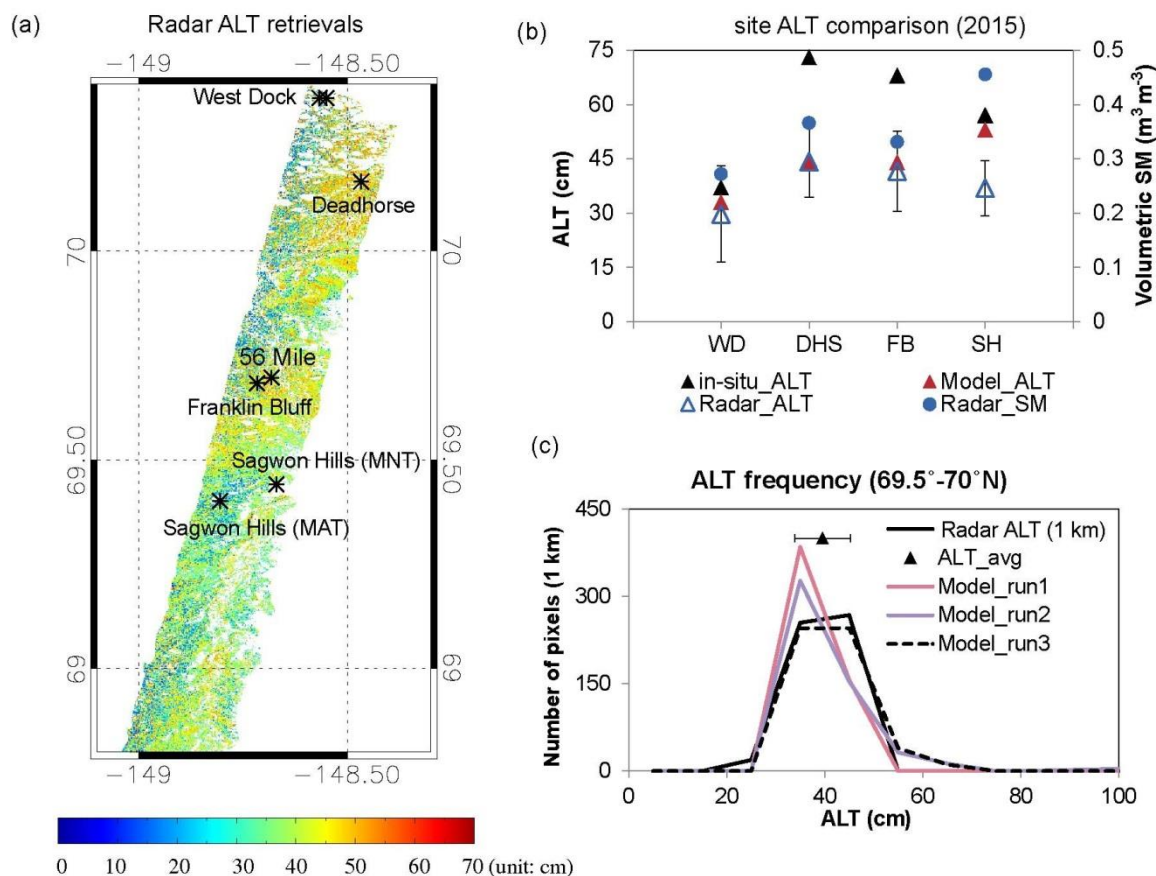 (a)
Radar ALT retrievals
-149 -148.50
West Dock
Deadhorse
70 70
56 Mile
Franklin Bluff
69.50 69.50
Sagwon Hills (MNT)
Sagwon Hills (MAT)
69 69
-149 -148.50
0 10 20 30 40 50 60 70 (unit: cm)
(b)
site ALT comparison (2015)
75 0.5
60 0.4
45 0.3
30 0.2
15 0.1
0 0
ALT (cm)
Volumetric SM (m³ m⁻³)
WD DHS FB SH
in-situ_ALT Model_ALT
Radar_ALT Radar_SM
(c)
ALT frequency (69.5°-70°N)
450
300
150
0
Number of pixels (1 km)
Radar ALT (1 km)
ALT_avg
Model_run1
Model_run2
Model_run3
0 20 40 60 80 100
ALT (cm)